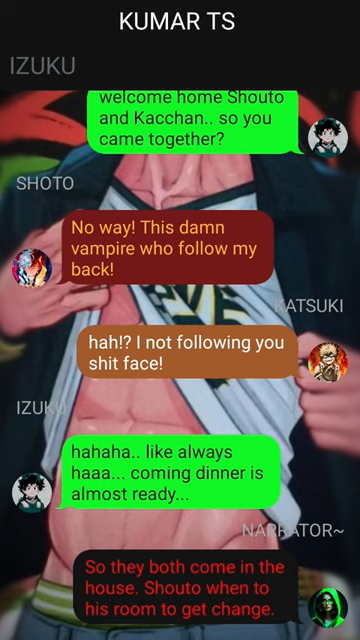 KUMAR TS
IZUKU
welcome home Shouto
and Kacchan.. so you
came together?
SHOTO
No way! This damn
vampire who follow my
back!
KATSUKI
hah!? I not following you
shit face!
IZUKU
hahaha.. like always
haaa... coming dinner is
almost ready...
NARRATOR~
So they both come in the
house. Shouto when to
his room to get change.